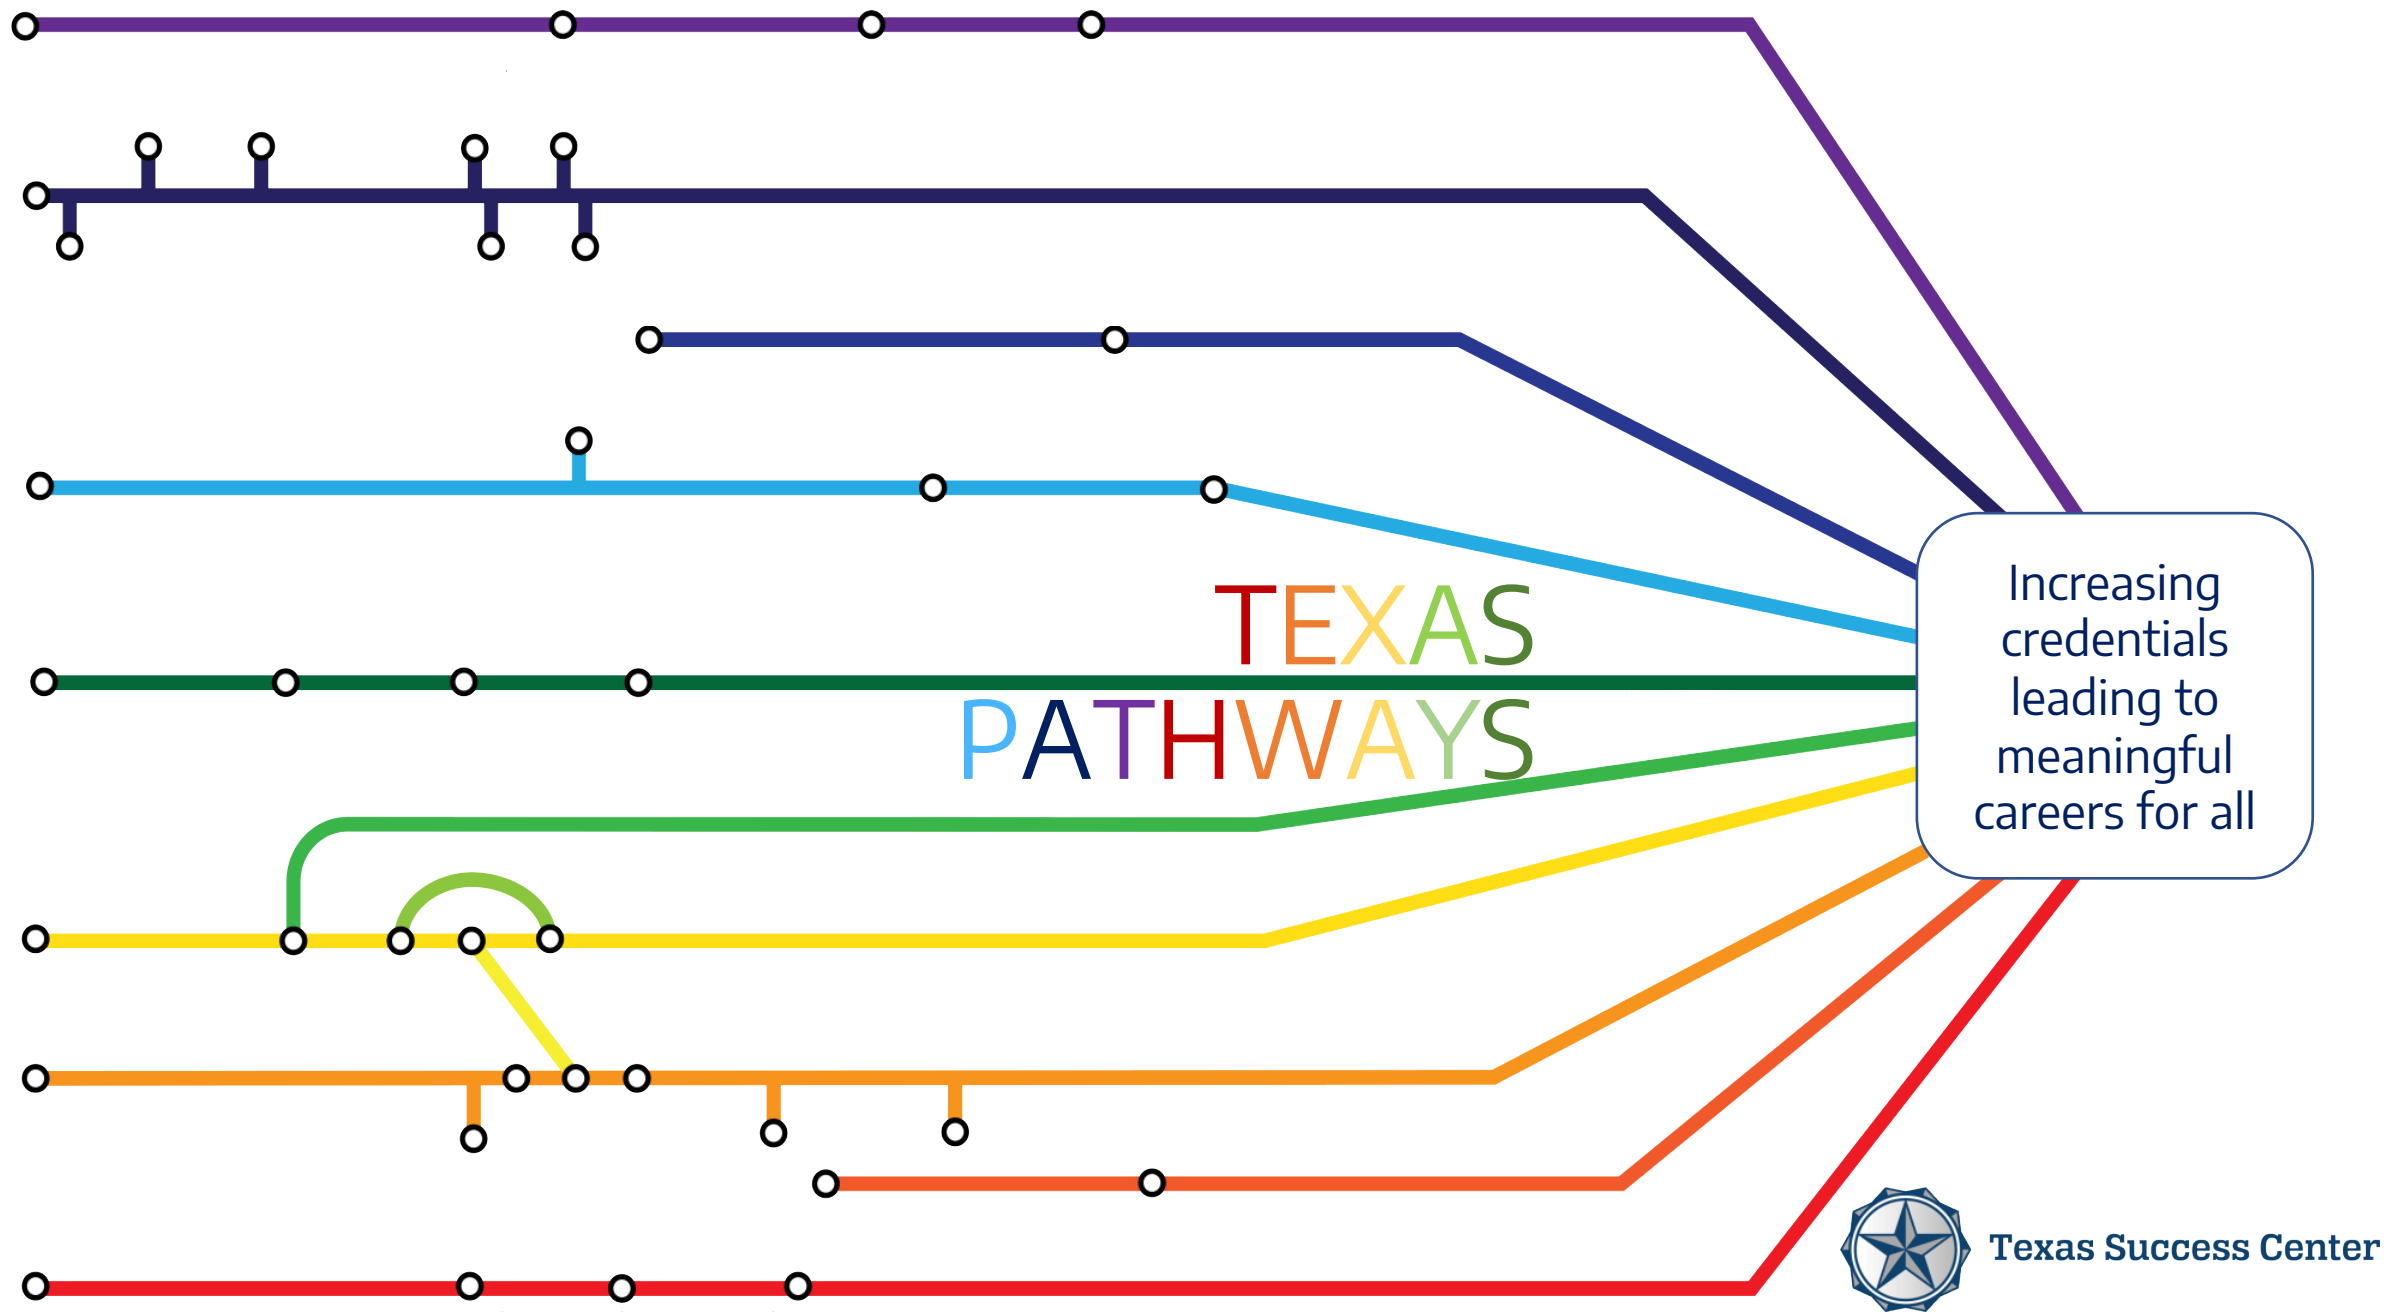 TEXAS
PATHWAYS
Increasing
credentials
leading to
meaningful
careers for all
Texas Success Center